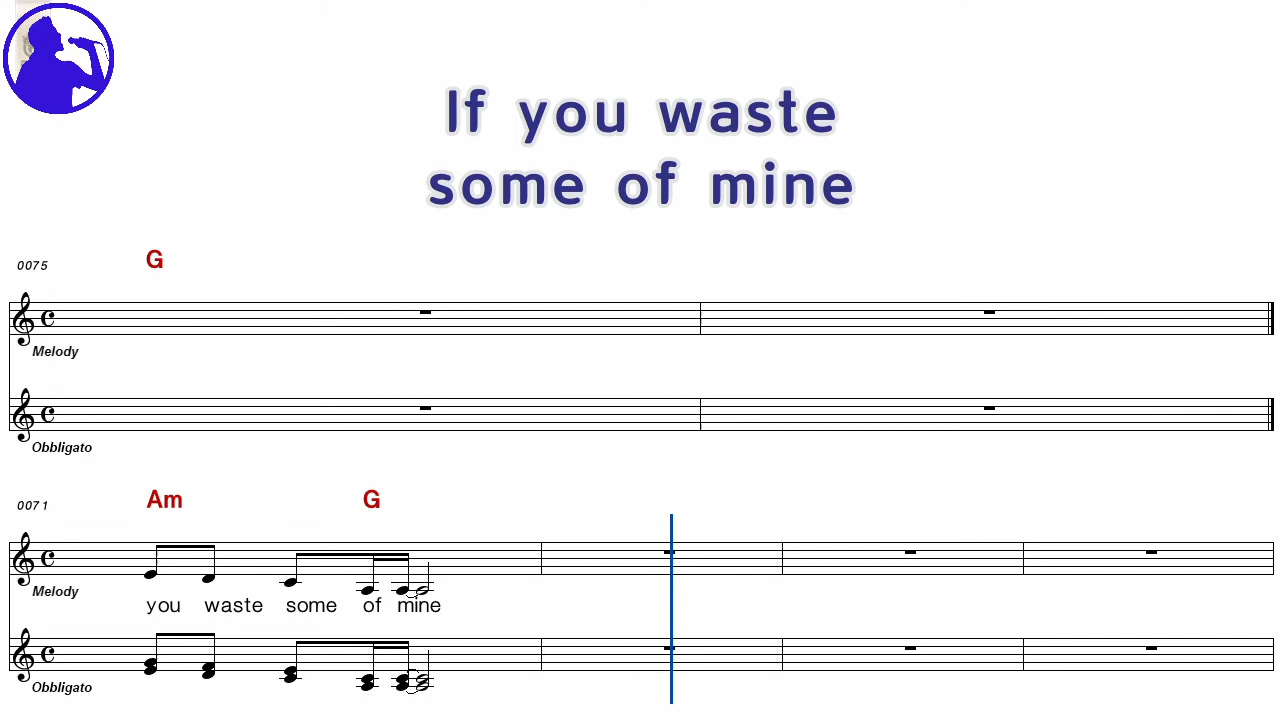 If you waste
some of mine
0075 G
Melody
Obbligato
0071 Am G
Melody
you waste some of mine
Obbligato